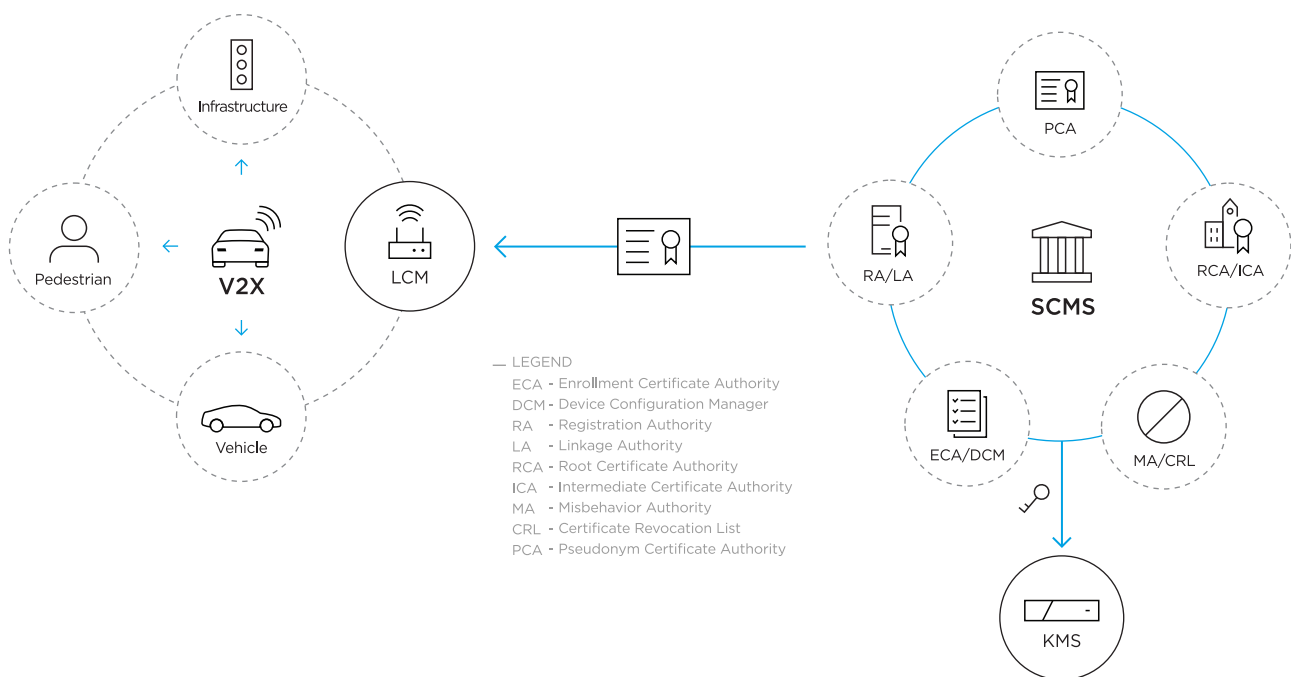 Infrastructure
Pedestrian
V2X
LCM
Vehicle
— LEGEND
ECA - Enrollment Certificate Authority
DCM - Device Configuration Manager
RA - Registration Authority
LA - Linkage Authority
RCA - Root Certificate Authority
ICA - Intermediate Certificate Authority
MA - Misbehavior Authority
CRL - Certificate Revocation List
PCA - Pseudonym Certificate Authority
PCA
RA/LA
RCA/ICA
SCMS
ECA/DCM
MA/CRL
KMS